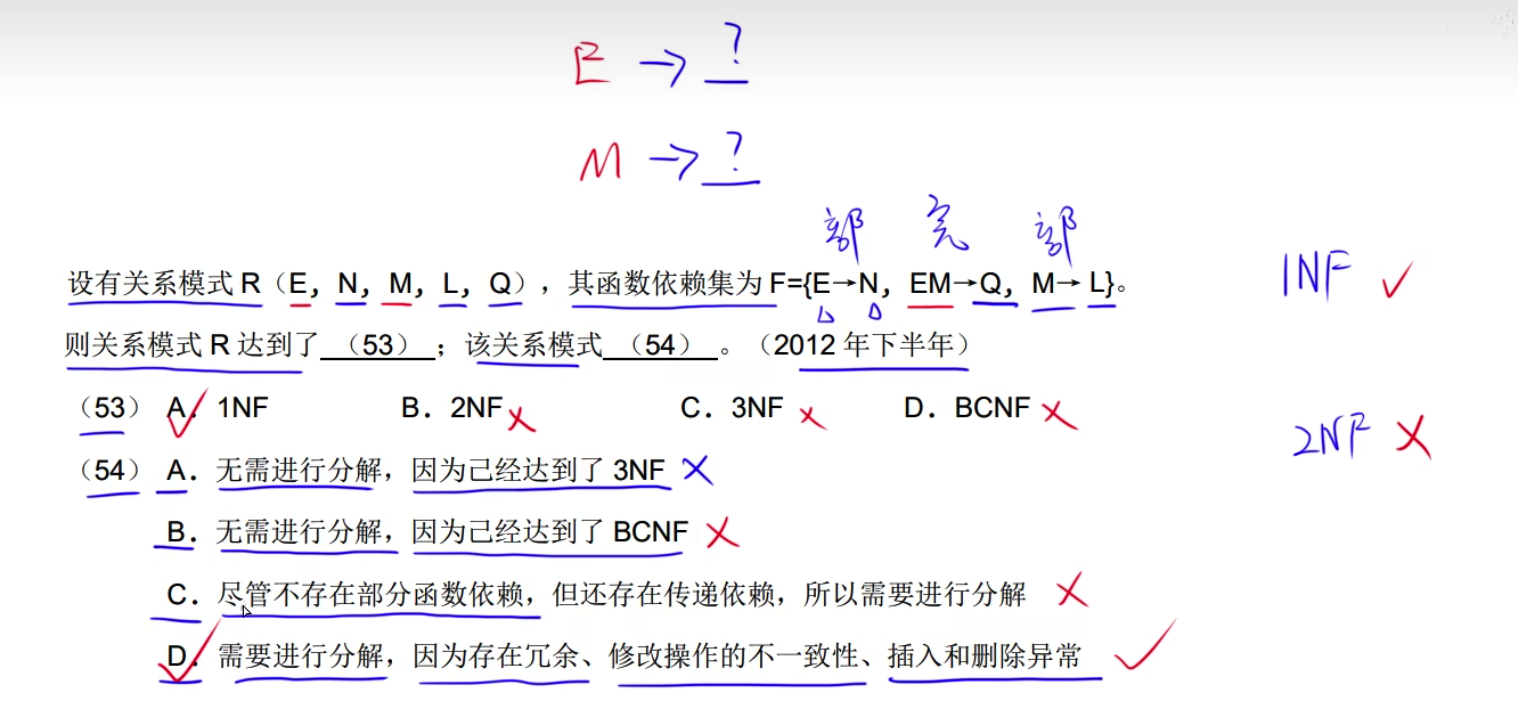 E → ?
M → ?
部 完 部
设有关系模式 R（E，N，M，L，Q），其函数依赖集为 F={E→N，EM→Q，M→ L}。
1NF ✓
则关系模式 R 达到了（53）；该关系模式（54）。（2012 年下半年）
（53） A．1NF B．2NF × C．3NF × D．BCNF ×
2NF ×
（54） A．无需进行分解，因为已经达到了 3NF ×
B．无需进行分解，因为已经达到了 BCNF ×
C．尽管不存在部分函数依赖，但还存在传递依赖，所以需要进行分解 ×
D．需要进行分解，因为存在冗余、修改操作的不一致性、插入和删除异常 ✓